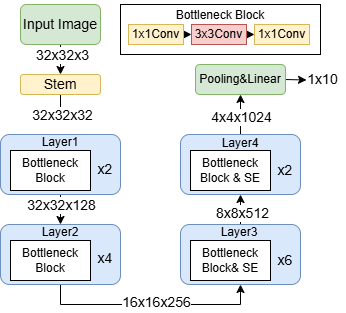 Input Image
32x32x3
Stem
32x32x32
Layer1
Bottleneck
Block
x2
32x32x128
Layer2
Bottleneck
Block
x4
16x16x256
Layer3
Bottleneck
Block& SE
x6
8x8x512
Layer4
Bottleneck
Block & SE
x2
4x4x1024
Pooling&Linear
1x10
Bottleneck Block
1x1Conv
3x3Conv
1x1Conv